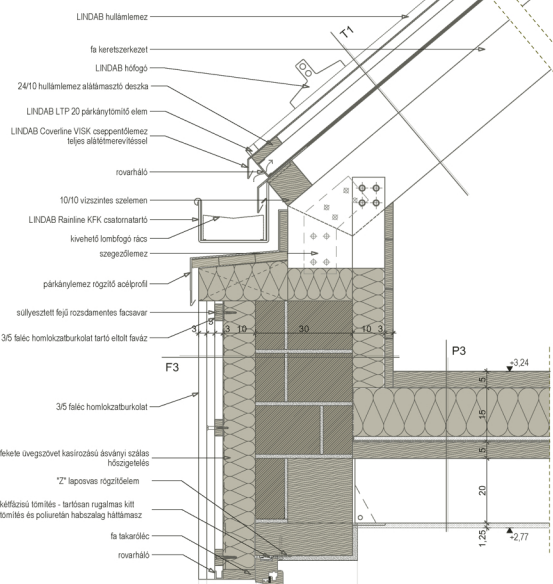 LINDAB hullámlemez
T1
fa keretszerkezet
LINDAB hófogó
24/10 hullámlemez alátámasztó deszka
LINDAB LTP 20 párkánytömítő elem
LINDAB Coverline VISK cseppentőlemez
teljes alátétmerevítéssel
rovarháló
10/10 vízszintes szelemen
LINDAB Rainline KFK csatornatartó
kivehető lombfogó rács
szegezőlemez
párkánylemez rögzítő acélprofil
süllyesztett fejű rozsdamentes facsavar
3 3 10 30 10 3
3/5 faléc homlokzatburkolat tartó eltolt faváz
F3
P3
+3,24
5
3/5 faléc homlokzatburkolat
15
5
fekete üvegszövet kasírozású ásványi szálas
hőszigetelés
"Z" laposvas rögzítőelem
20
kétfázisú tömítés - tartósan rugalmas kitt
tömítés és poliuretán habszalag háttámasz
fa takaróléc
1,25
+2,77
rovarháló